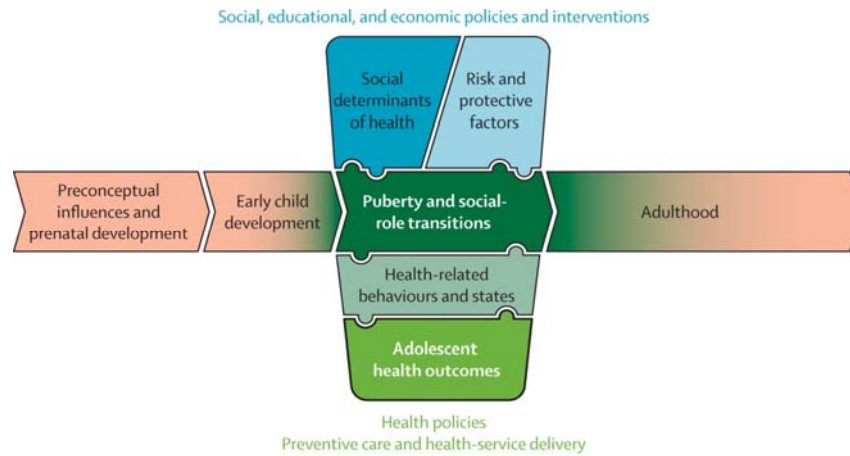 Social, educational, and economic policies and interventions
Social
determinants
of health
Risk and
protective
factors
Preconceptual
influences and
prenatal development
Early child
development
Puberty and social-
role transitions
Adulthood
Health-related
behaviours and states
Adolescent
health outcomes
Health policies
Preventive care and health-service delivery